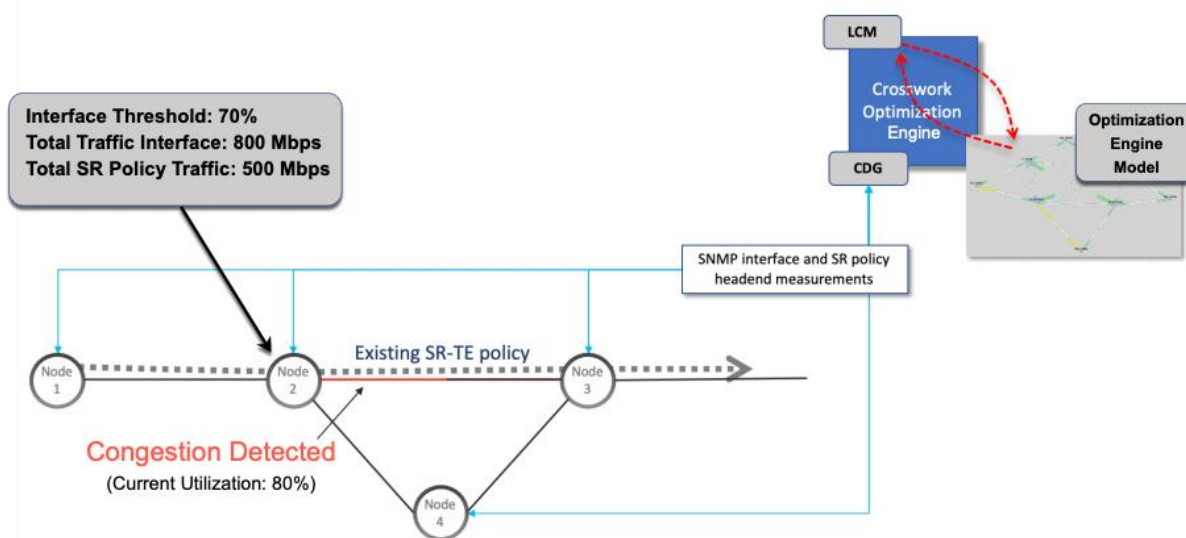 LCM
Crosswork
Optimization
Engine
Optimization
Engine
Model
CDG
Interface Threshold: 70%
Total Traffic Interface: 800 Mbps
Total SR Policy Traffic: 500 Mbps
SNMP interface and SR policy
headend measurements
Existing SR-TE policy
Node
1
Node
2
Node
3
Congestion Detected
(Current Utilization: 80%)
Node
4